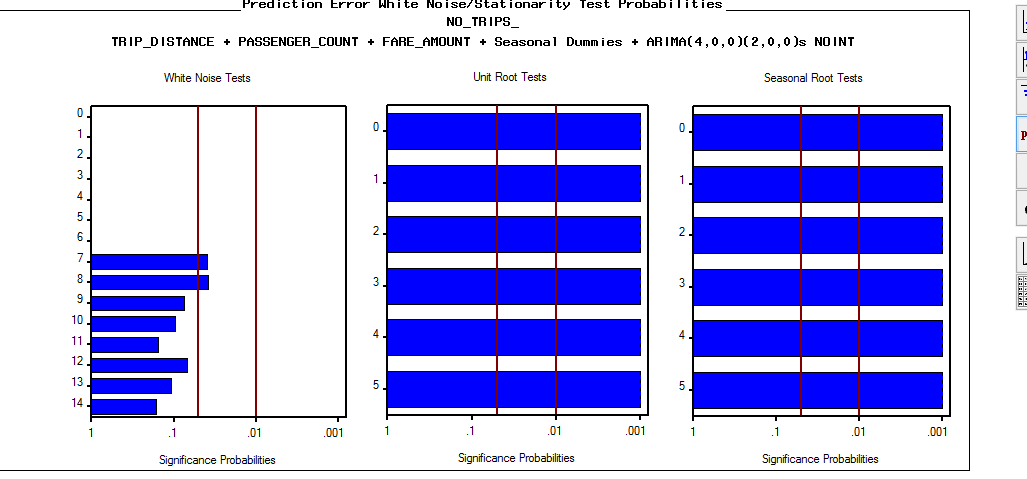 Prediction Error White Noise/Stationarity Test Probabilities
NO_TRIPS_
TRIP_DISTANCE + PASSENGER_COUNT + FARE_AMOUNT + Seasonal Dummies + ARIMA(4,0,0)(2,0,0)s NOINT
White Noise Tests
0
1
2
3
4
5
6
7
8
9
10
11
12
13
14
1 .1 .01 .001
Significance Probabilities
Unit Root Tests
0
1
2
3
4
5
1 .1 .01 .001
Significance Probabilities
Seasonal Root Tests
0
1
2
3
4
5
1 .1 .01 .001
Significance Probabilities